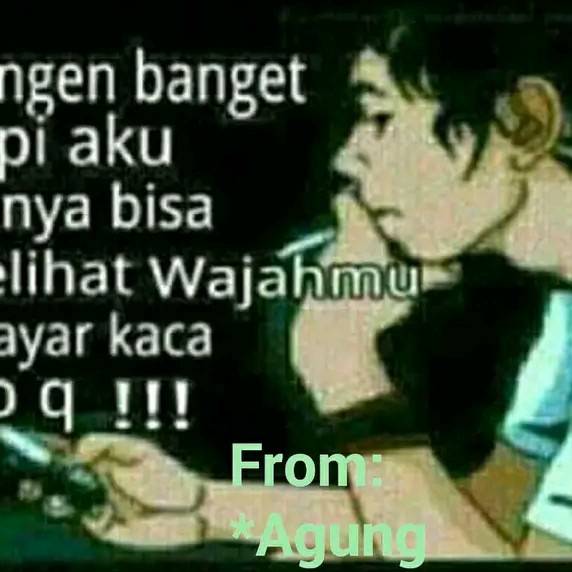 ngen banget
pi aku
nya bisa
elihat Wajahmu
ayar kaca
p q !!!
From:
*Agung